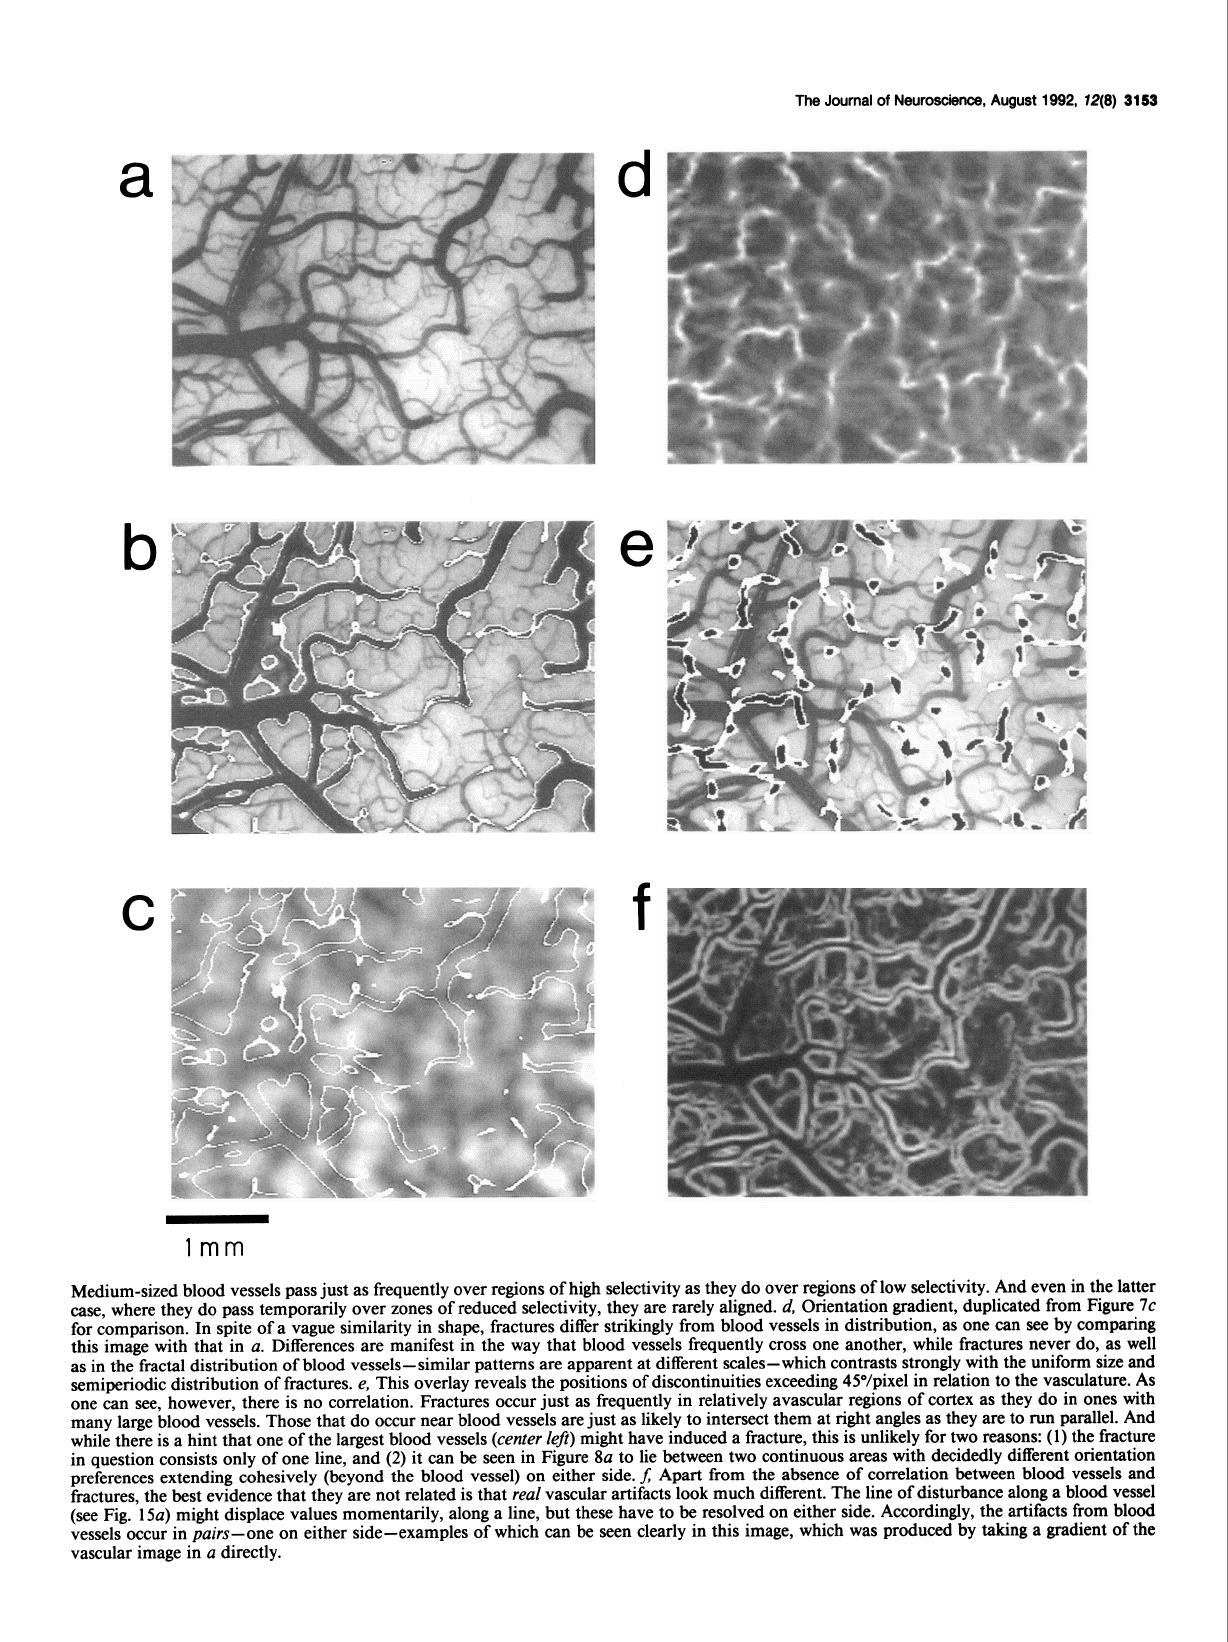 The Journal of Neuroscience, August 1992, 12(8) 3153
a
d
b
e
c
f
1mm
Medium-sized blood vessels pass just as frequently over regions of high selectivity as they do over regions of low selectivity. And even in the latter
case, where they do pass temporarily over zones of reduced selectivity, they are rarely aligned. d, Orientation gradient, duplicated from Figure 7c
for comparison. In spite of a vague similarity in shape, fractures differ strikingly from blood vessels in distribution, as one can see by comparing
this image with that in a. Differences are manifest in the way that blood vessels frequently cross one another, while fractures never do, as well
as in the fractal distribution of blood vessels—similar patterns are apparent at different scales—which contrasts strongly with the uniform size and
semiperiodic distribution of fractures. e, This overlay reveals the positions of discontinuities exceeding 45°/pixel in relation to the vasculature. As
one can see, however, there is no correlation. Fractures occur just as frequently in relatively avascular regions of cortex as they do in ones with
many large blood vessels. Those that do occur near blood vessels are just as likely to intersect them at right angles as they are to run parallel. And
while there is a hint that one of the largest blood vessels (center left) might have induced a fracture, this is unlikely for two reasons: (1) the fracture
in question consists only of one line, and (2) it can be seen in Figure 8a to lie between two continuous areas with decidedly different orientation
preferences extending cohesively (beyond the blood vessel) on either side. f, Apart from the absence of correlation between blood vessels and
fractures, the best evidence that they are not related is that real vascular artifacts look much different. The line of disturbance along a blood vessel
(see Fig. 15a) might displace values momentarily, along a line, but these have to be resolved on either side. Accordingly, the artifacts from blood
vessels occur in pairs—one on either side—examples of which can be seen clearly in this image, which was produced by taking a gradient of the
vascular image in a directly.